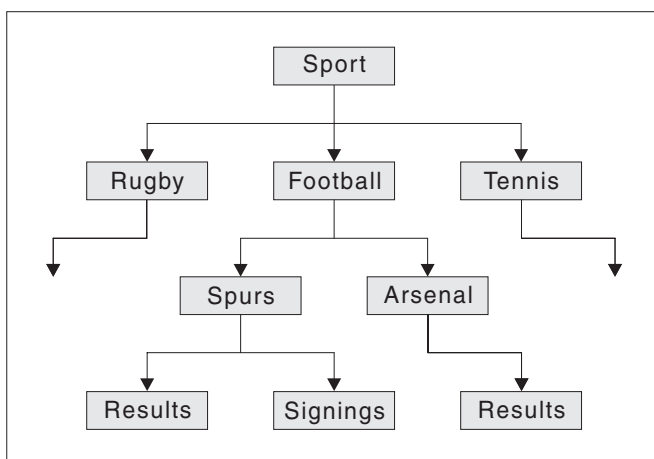 Sport
Rugby
Football
Tennis
Spurs
Arsenal
Results
Signings
Results